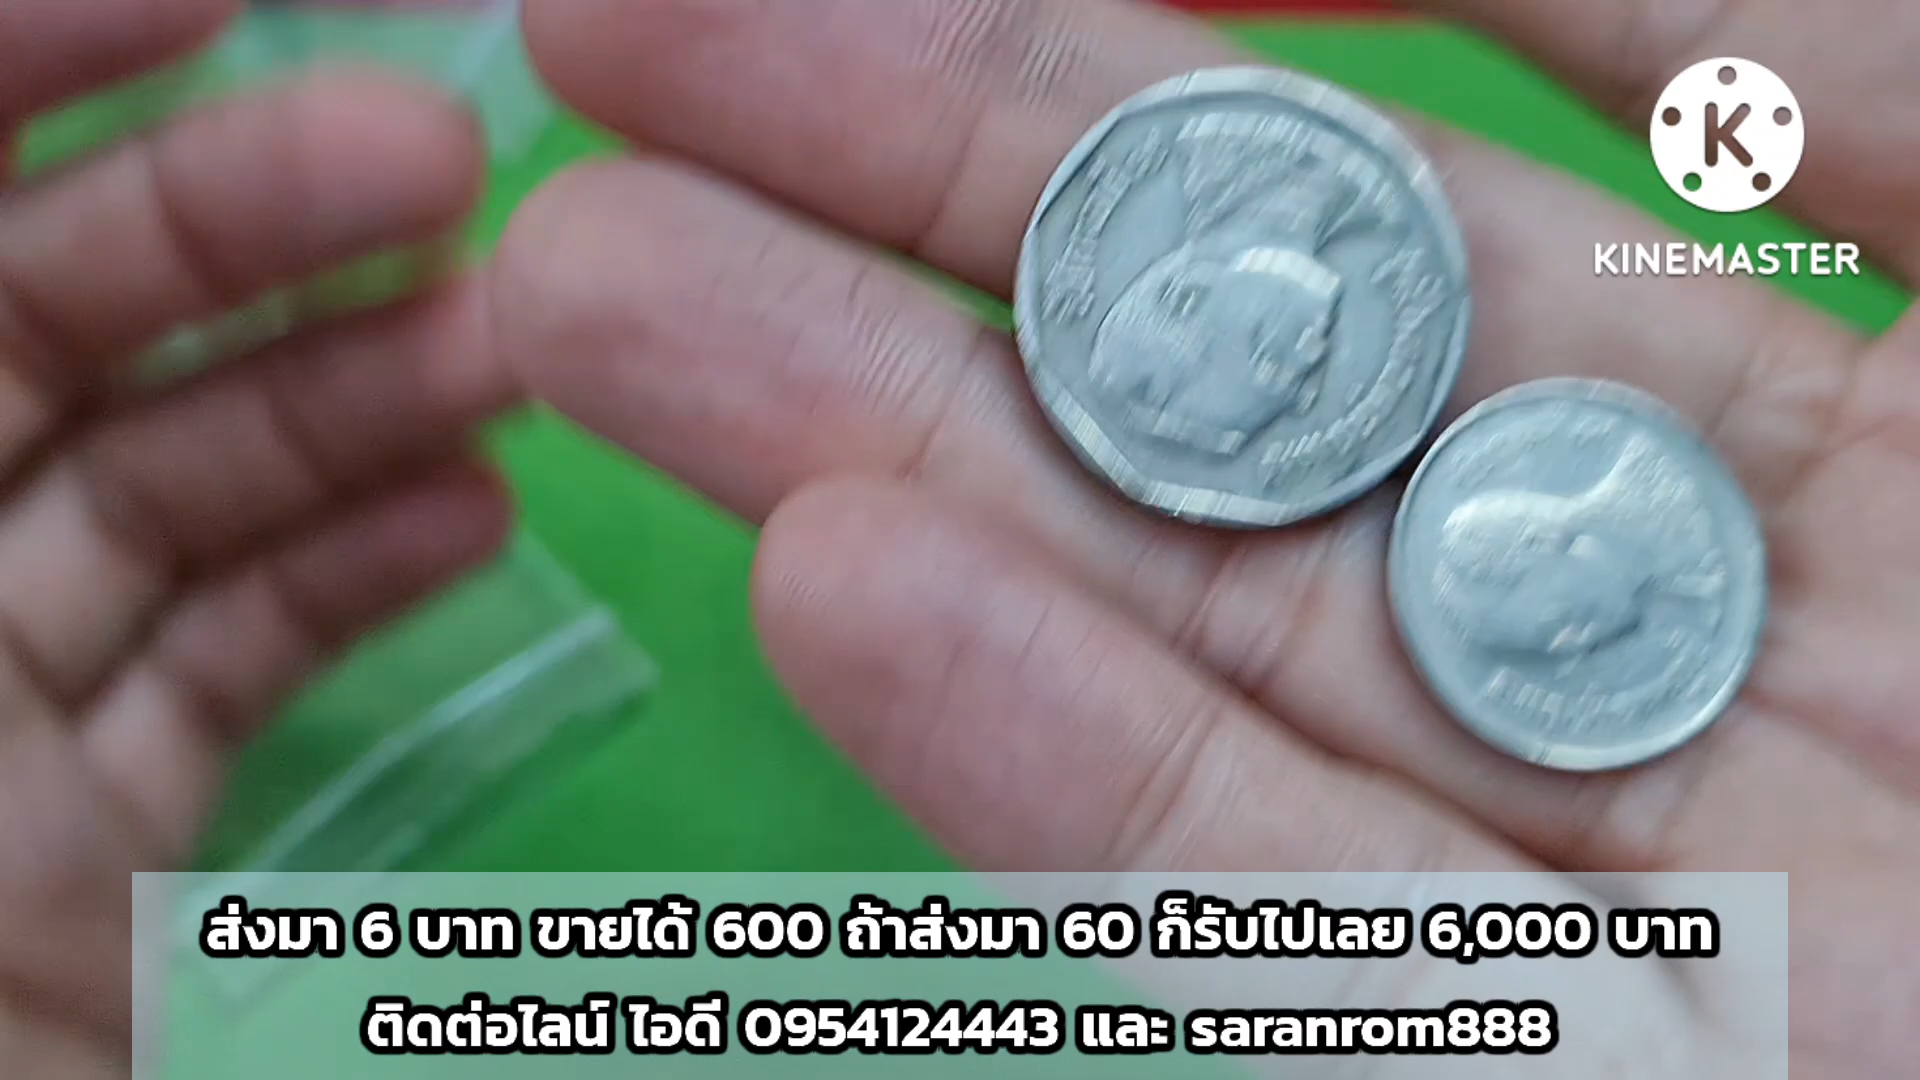 KINEMASTER
ส่งมา 6 บาท ขายได้ 600 ถ้าส่งมา 60 ก็รับไปเลย 6,000 บาท
ติดต่อไลน์ ไอดี 0954124443 และ saranrom888